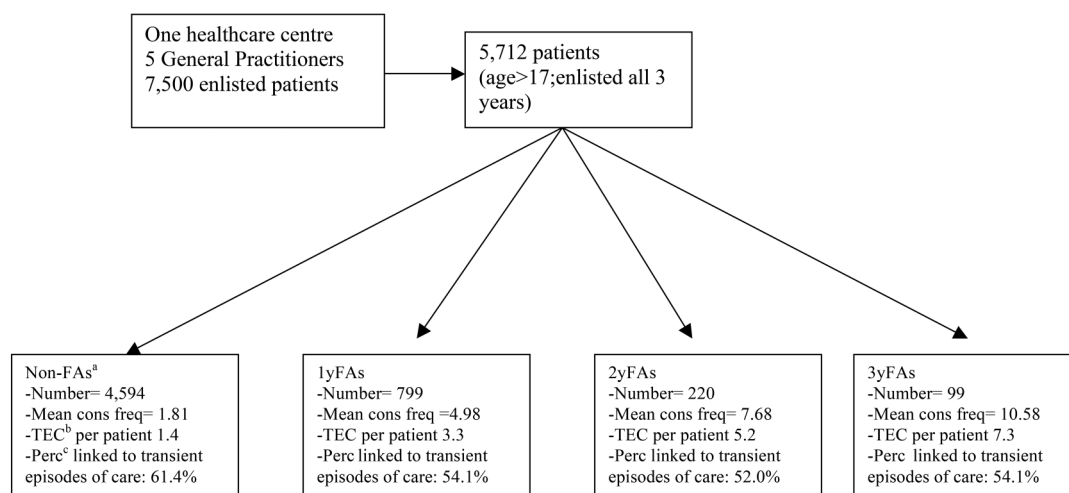 One healthcare centre
5 General Practitioners
7,500 enlisted patients
5,712 patients
(age>17;enlisted all 3
years)
Non-FAsᵃ
-Number= 4,594
-Mean cons freq= 1.81
-TECᵇ per patient 1.4
-Percᶜ linked to transient
episodes of care: 61.4%
1yFAs
-Number= 799
-Mean cons freq =4.98
-TEC per patient 3.3
-Perc linked to transient
episodes of care: 54.1%
2yFAs
-Number= 220
-Mean cons freq= 7.68
-TEC per patient 5.2
-Perc linked to transient
episodes of care: 52.0%
3yFAs
-Number= 99
-Mean cons freq= 10.58
-TEC per patient 7.3
-Perc linked to transient
episodes of care: 54.1%